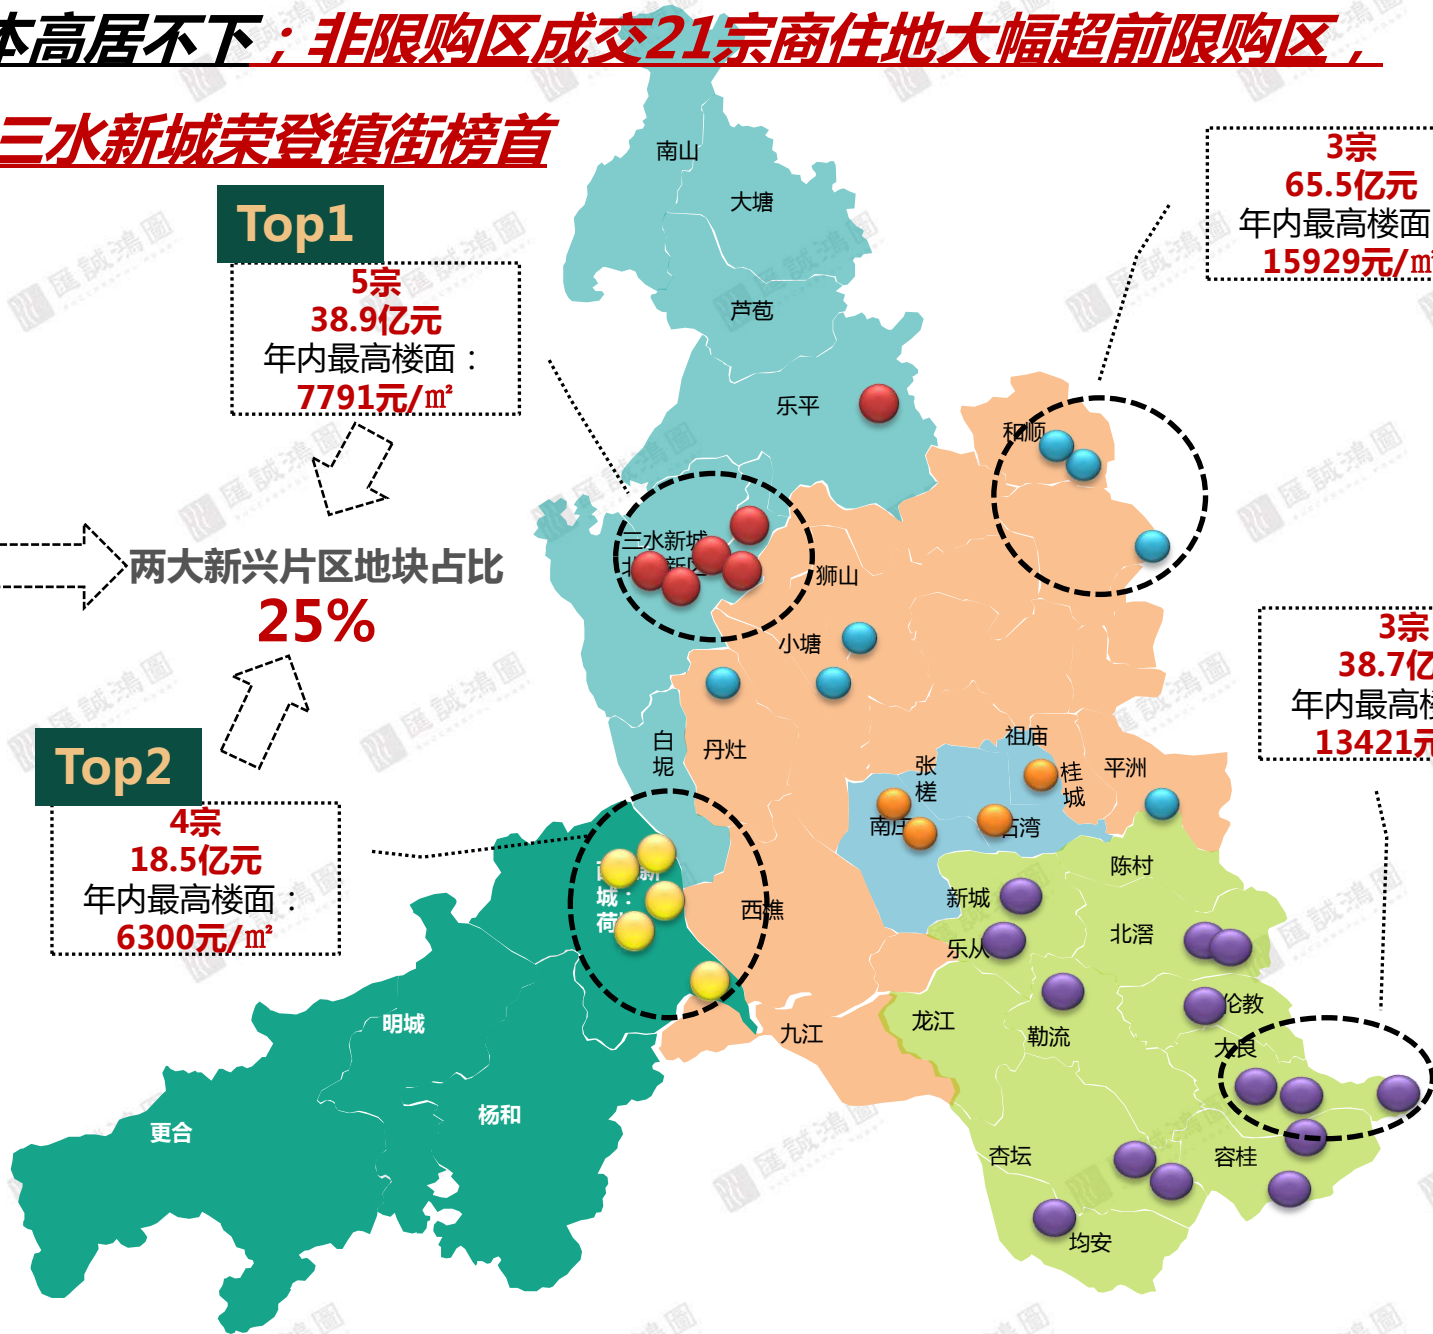 本高居不下；非限购区成交21宗商住地大幅超前限购区，
三水新城荣登镇街榜首
Top1
5宗
38.9亿元
年内最高楼面：
7791元/㎡
3宗
65.5亿元
年内最高楼面
15929元/㎡
两大新兴片区地块占比
25%
Top2
4宗
18.5亿元
年内最高楼面：
6300元/㎡
3宗
38.7亿
年内最高
13421元
南山
大塘
芦苞
乐平
和顺
三水新城
狮山
小塘
白坭
丹灶
祖庙
张槎
桂城
平洲
南庄
石湾
陈村
城：
荷
西樵
新城
乐从
北滘
伦教
大良
龙江
勒流
九江
明城
杨和
更合
杏坛
容桂
均安
匯誠鴻圖